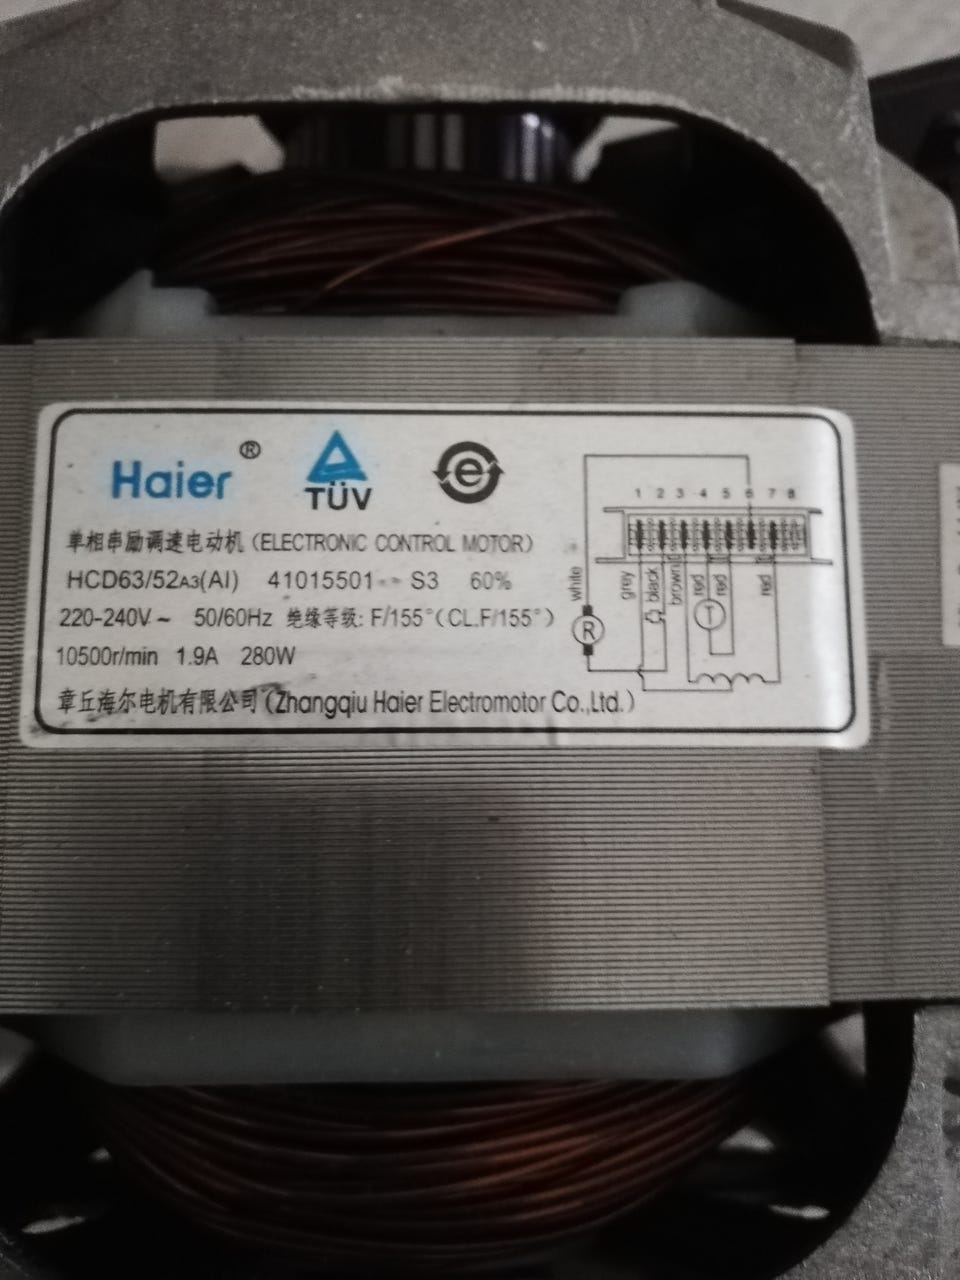 Haier®
TÜV
e
单相串励调速电动机 (ELECTRONIC CONTROL MOTOR)
HCD63/52A3(AI) 41015501 S3 60%
220-240V~ 50/60Hz 绝缘等级: F/155° (CL.F/155°)
10500r/min 1.9A 280W
章丘海尔电机有限公司 (Zhangqiu Haier Electromotor Co.,Ltd.)
1 2 3 4 5 6 7 8
white
grey
black
brown
red
red
red
R
T